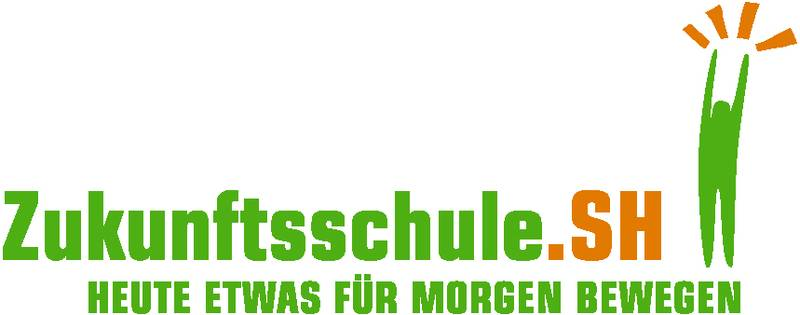 Zukunftsschule.SH
HEUTE ETWAS FÜR MORGEN BEWEGEN